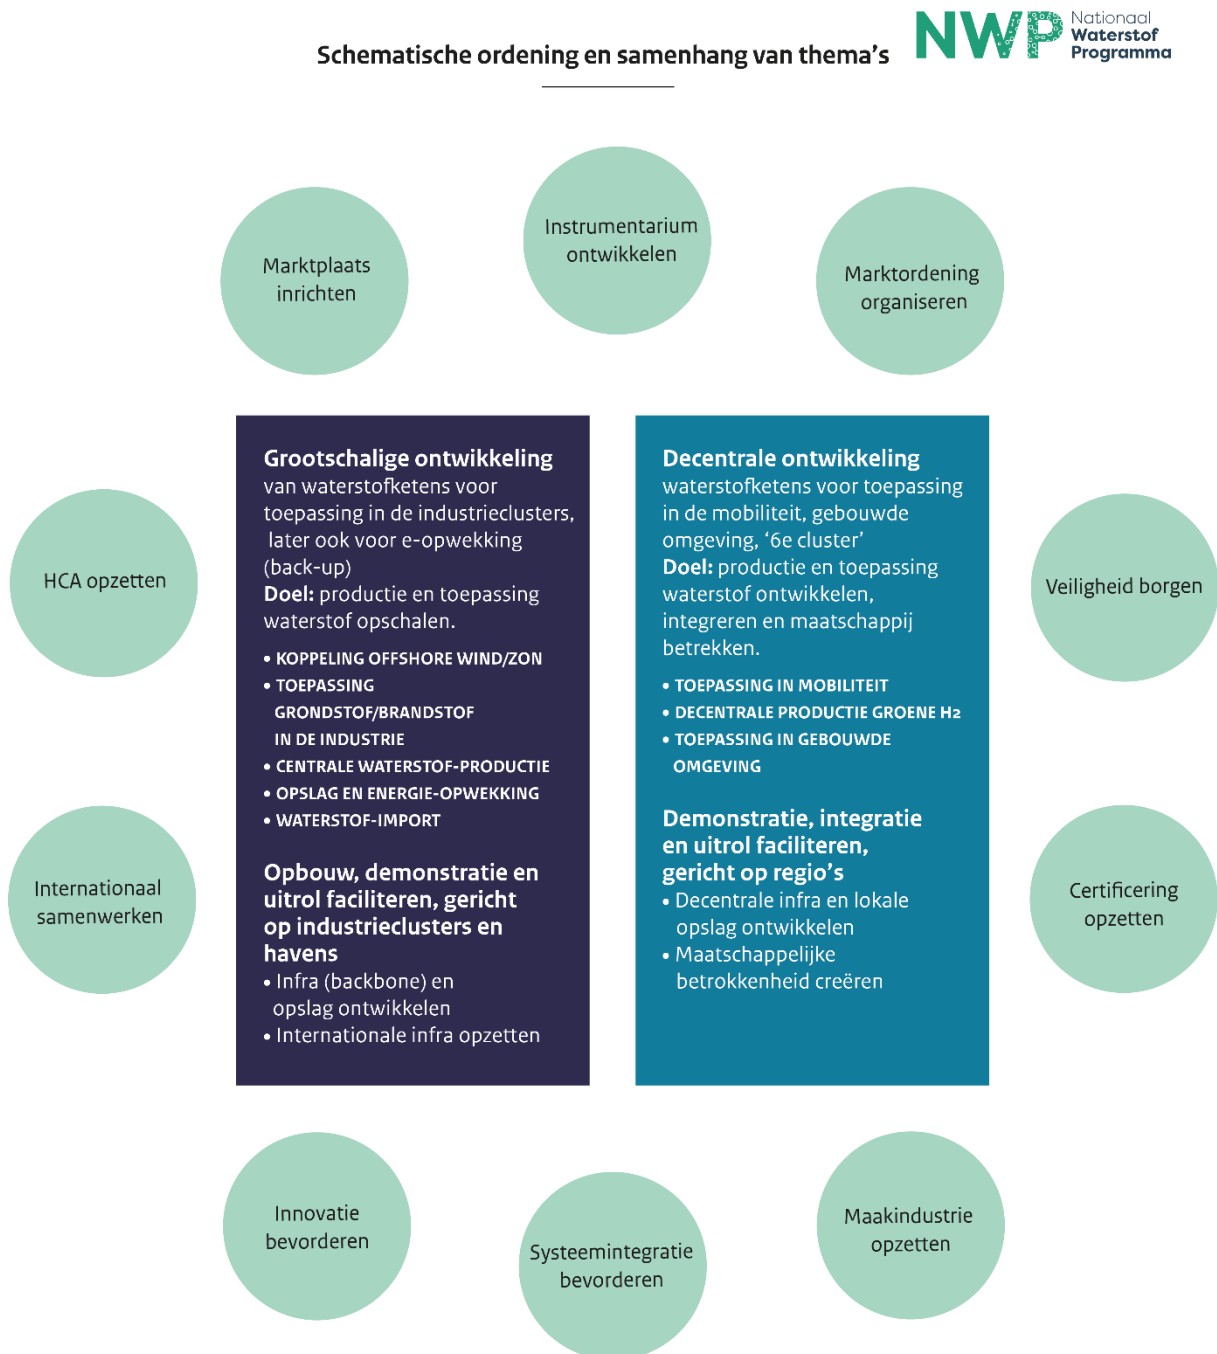 Schematische ordening en samenhang van thema's
NWP
Nationaal
Waterstof
Programma
Marktplaats
inrichten
Instrumentarium
ontwikkelen
Marktordening
organiseren
HCA opzetten
Internationaal
samenwerken
Grootschalige ontwikkeling
van waterstofketens voor
toepassing in de industrieclusters,
later ook voor e-opwekking
(back-up)
Doel: productie en toepassing
waterstof opschalen.
• KOPPELING OFFSHORE WIND/ZON
• TOEPASSING
GRONDSTOF/BRANDSTOF
IN DE INDUSTRIE
• CENTRALE WATERSTOF-PRODUCTIE
• OPSLAG EN ENERGIE-OPWEKKING
• WATERSTOF-IMPORT
Opbouw, demonstratie en
uitrol faciliteren, gericht
op industrieclusters en
havens
• Infra (backbone) en
opslag ontwikkelen
• Internationale infra opzetten
Decentrale ontwikkeling
waterstofketens voor toepassing
in de mobiliteit, gebouwde
omgeving, ‘6e cluster’
Doel: productie en toepassing
waterstof ontwikkelen,
integreren en maatschappij
betrekken.
• TOEPASSING IN MOBILITEIT
• DECENTRALE PRODUCTIE GROENE H2
• TOEPASSING IN GEBOUWDE
OMGEVING
Demonstratie, integratie
en uitrol faciliteren,
gericht op regio's
• Decentrale infra en lokale
opslag ontwikkelen
• Maatschappelijke
betrokkenheid creëren
Veiligheid borgen
Certificering
opzetten
Innovatie
bevorderen
Systeemintegratie
bevorderen
Maakindustrie
opzetten